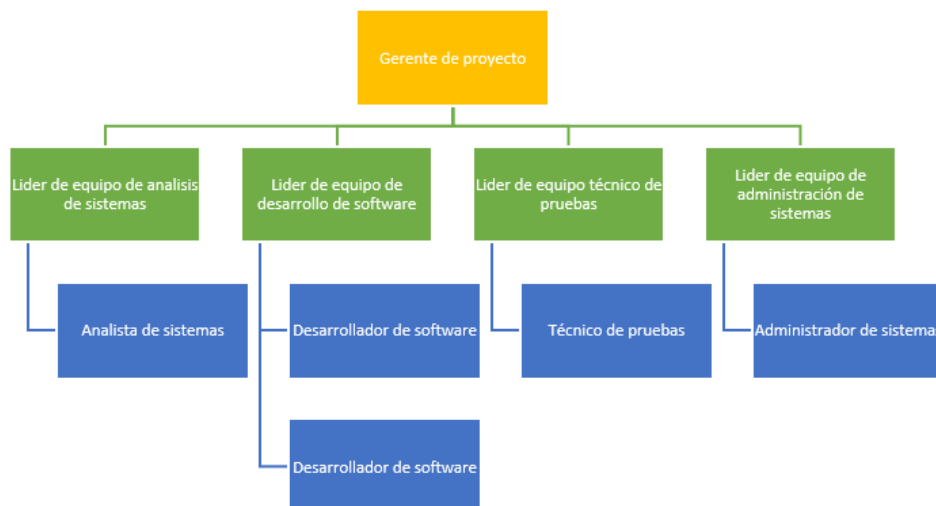 Gerente de proyecto
Lider de equipo de analisis
de sistemas
Lider de equipo de
desarrollo de software
Lider de equipo técnico de
pruebas
Lider de equipo de
administración de
sistemas
Analista de sistemas
Desarrollador de software
Técnico de pruebas
Administrador de sistemas
Desarrollador de software